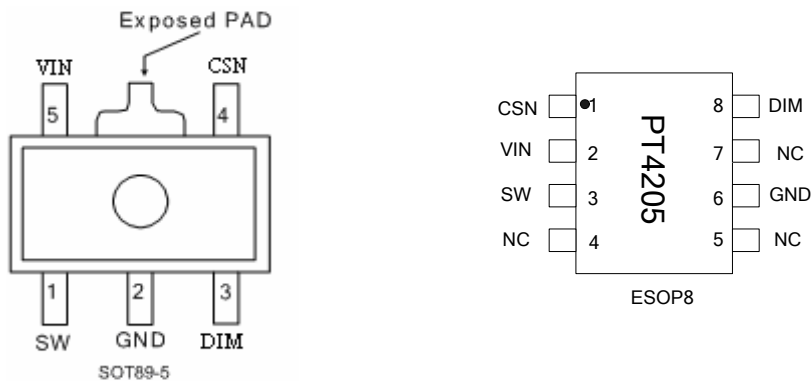 Exposed PAD
VIN
CSN
5
4
1
2
3
SW
GND
DIM
SOT89-5
CSN
1
8
DIM
VIN
2
7
NC
SW
3
6
GND
NC
4
5
NC
PT4205
ESOP8